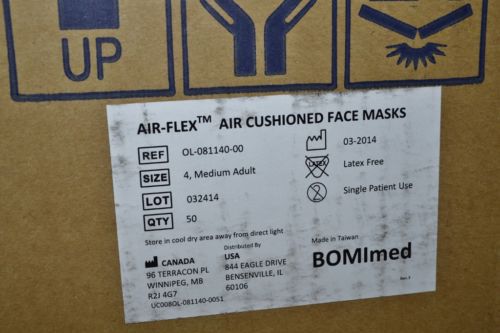 UP
AIR-FLEX™ AIR CUSHIONED FACE MASKS
REF OL-081140-00 03-2014
SIZE 4, Medium Adult LATEX Latex Free
LOT 032414 2 Single Patient Use
QTY 50
Store in cool dry area away from direct light
Distributed By
CANADA USA Made in Taiwan
96 TERRACON PL 844 EAGLE DRIVE BOMImed
WINNIPEG, MB BENSENVILLE, IL
R2J 4G7 60106
UC008OL-081140-00S1